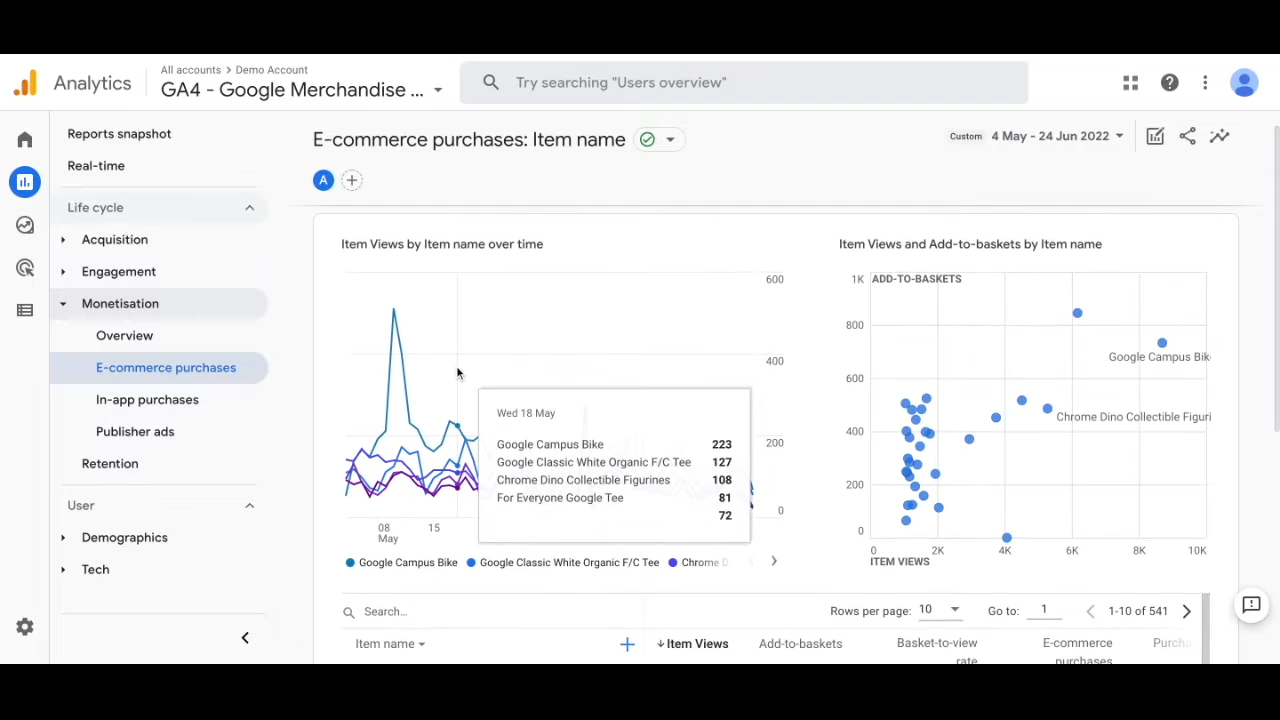 All accounts > Demo Account
Analytics
GA4 - Google Merchandise ...
Try searching "Users overview"
Reports snapshot
Real-time
Life cycle
Acquisition
Engagement
Monetisation
Overview
E-commerce purchases
In-app purchases
Publisher ads
Retention
User
Demographics
Tech
E-commerce purchases: Item name
Custom 4 May - 24 Jun 2022
A
Item Views by Item name over time
600
400
200
0
08
May
15
Wed 18 May
Google Campus Bike 223
Google Classic White Organic F/C Tee 127
Chrome Dino Collectible Figurines 108
For Everyone Google Tee 81
72
Google Campus Bike
Google Classic White Organic F/C Tee
Chrome D
Item Views and Add-to-baskets by Item name
1K
ADD-TO-BASKETS
800
600
400
200
0
Google Campus Bik
Chrome Dino Collectible Figuri
0 2K 4K 6K 8K 10K
ITEM VIEWS
Search...
Rows per page: 10
Go to: 1
1-10 of 541
Item name
Item Views
Add-to-baskets
Basket-to-view
rate
E-commerce
purchases
Purcha